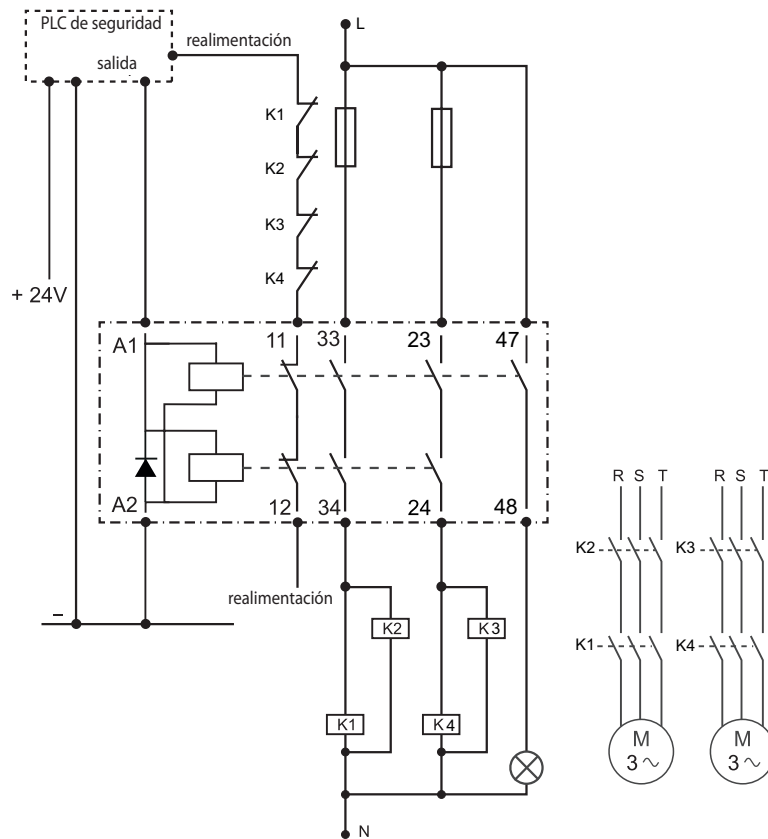 PLC de seguridad
salida
realimentación
L
K1
K2
K3
K4
+ 24V
A1
11
33
23
47
A2
12
34
24
48
realimentación
–
K2
K3
K1
K4
N
R S T
R S T
K2
K3
K1
K4
M
3 ~
M
3 ~